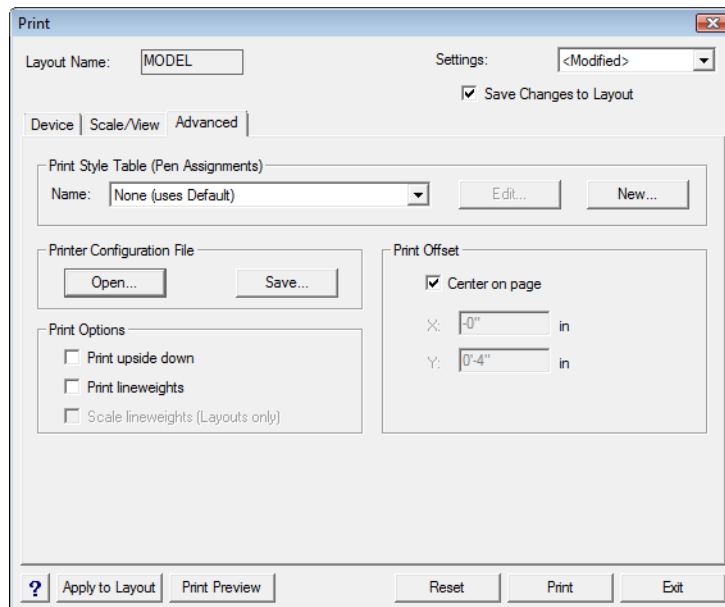 Print
Layout Name: MODEL Settings: <Modified>
Save Changes to Layout
Device Scale/View Advanced
Print Style Table (Pen Assignments)
Name: None (uses Default) Edit... New...
Printer Configuration File Print Offset
Open... Save... Center on page
X: -0" in
Print Options
Print upside down
Y: 0'-4" in
Print lineweights
Scale lineweights (Layouts only)
? Apply to Layout Print Preview Reset Print Exit